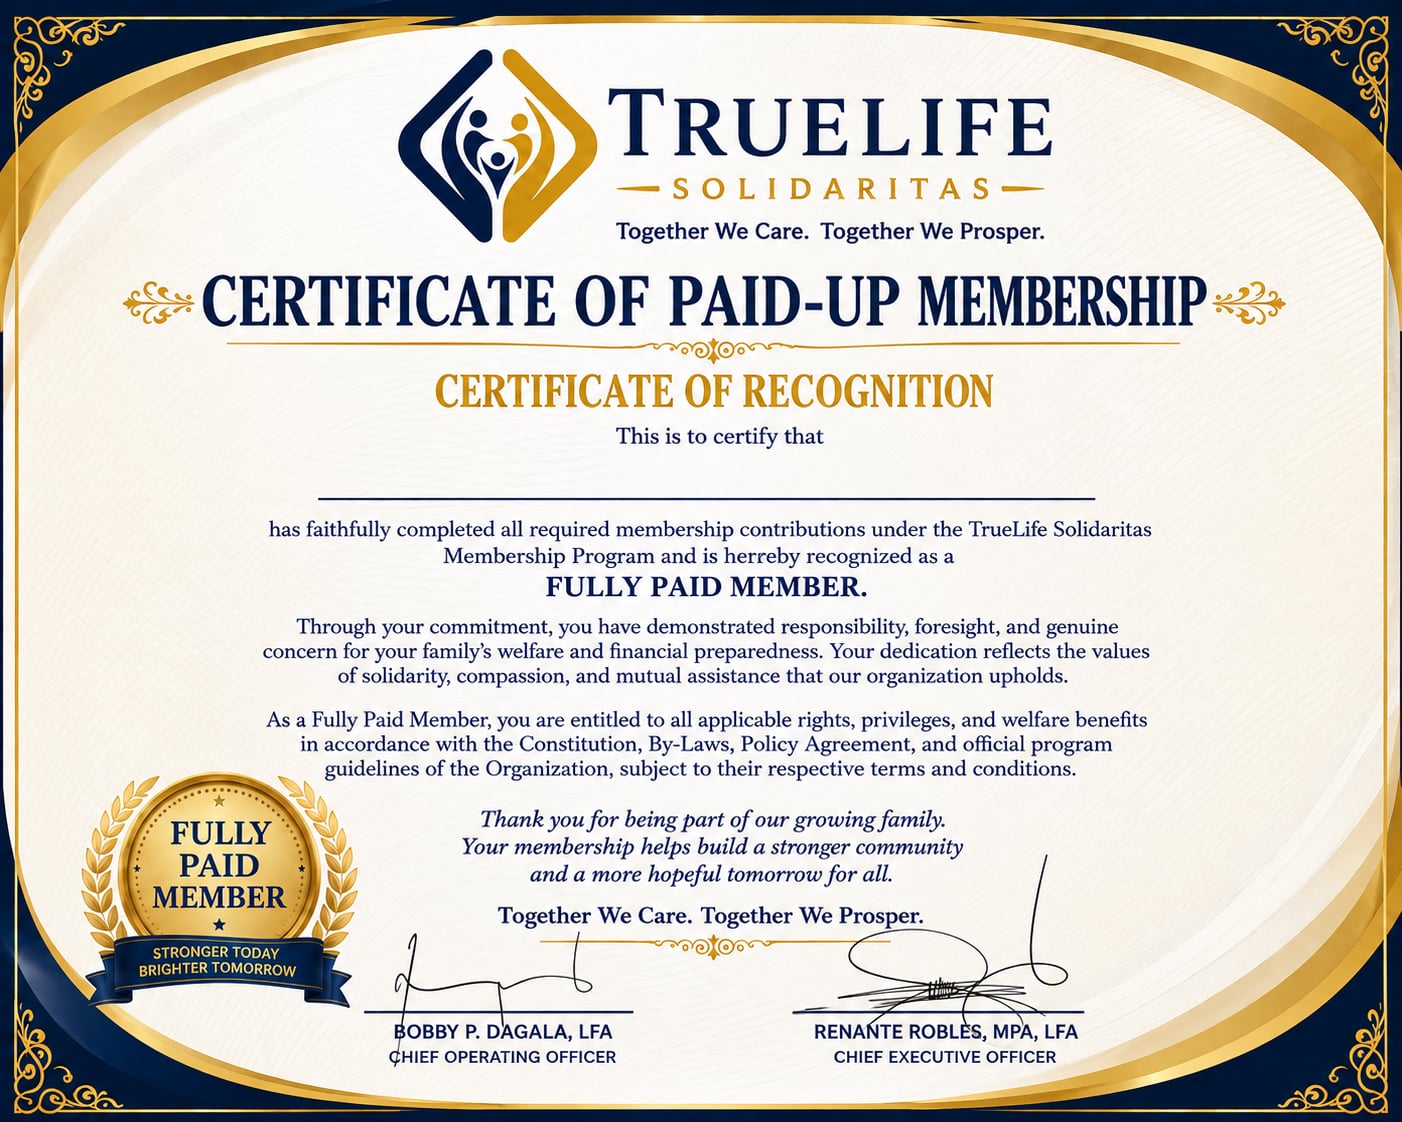 TRUELIFE
SOLIDARITAS
Together We Care. Together We Prosper.
CERTIFICATE OF PAID-UP MEMBERSHIP
CERTIFICATE OF RECOGNITION
This is to certify that
has faithfully completed all required membership contributions under the TrueLife Solidaritas
Membership Program and is herreby recognized as a
FULLY PAID MEMBER.
Through your commitment, you have demonstrated responsibility, foresight, and genuine
concern for your family's welfare and financial preparedness. Your dedication reflects the values
of solidarity, compassion, and mutual assistance that our organization upholds.
As a Fully Paid Member, you are entitled to all applicable rights, privileges, and welfare benefits
in accordance with the Constitution, By-Laws, Policy Agreement, and official program
guidelines of the Organization, subject to their respective terms and conditions.
Thank you for being part of our growing family.
Your membership helps build a stronger community
and a more hopeful tomorrow for all.
Together We Care. Together We Prosper.
FULLY
PAID
MEMBER
STRONGER TODAY
BRIGHTER TOMORROW
BOBBY P. DAGALA, LFA
CHIEF OPERATING OFFICER
RENANTE ROBLES, MPA, LFA
CHIEF EXECUTIVE OFFICER